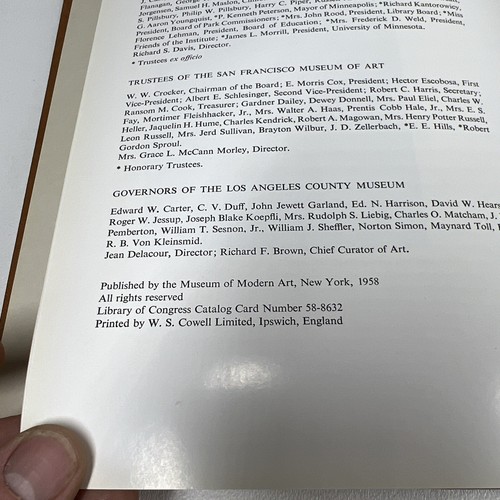 Flanagan, George
Jorgenson, Samuel H. Maslon, 
S. Pillsbury, Philip W. Pillsbury, Harry C. Piper, *Richard Kantorowicz,
G. Aaron Youngquist, *P. Kenneth Peterson, Mayor of Minneapolis; *Richard Kantorowicz,
President, Board of Park Commissioners; *Mrs. John Rood, President, Library Board; *Miss
Florence Lehman, President, Board of Education; *Mrs. Frederick D. Weld, President,
Friends of the Institute; *James L. Morrill, President, University of Minnesota.
Richard S. Davis, Director.
* Trustees ex officio
TRUSTEES OF THE SAN FRANCISCO MUSEUM OF ART
W. W. Crocker, Chairman of the Board; E. Morris Cox, President; Hector Escobosa, First
Vice-President; Albert E. Schlesinger, Second Vice-President; Robert C. Harris, Secretary;
Ransom M. Cook, Treasurer; Gardner Dailey, Dewey Donnell, Mrs. Paul Eliel, Charles W.
Fay, Mortimer Fleishhacker, Jr., Mrs. Walter A. Haas, Prentis Cobb Hale, Jr., Mrs. E. S.
Heller, Jaquelin H. Hume, Charles Kendrick, Robert A. Magowan, Mrs. Henry Potter Russell,
Leon Russell, Mrs. Jerd Sullivan, Brayton Wilbur, J. D. Zellerbach, *E. E. Hills, *Robert
Gordon Sproul.
Mrs. Grace L. McCann Morley, Director.
* Honorary Trustees.
GOVERNORS OF THE LOS ANGELES COUNTY MUSEUM
Edward W. Carter, C. V. Duff, John Jewett Garland, Ed. N. Harrison, David W. Hears
Roger W. Jessup, Joseph Blake Koepfli, Mrs. Rudolph S. Liebig, Charles O. Matcham, J.
Pemberton, William T. Sesnon, Jr., William J. Sheffler, Norton Simon, Maynard Toll,
R. B. Von Kleinsmid.
Jean Delacour, Director; Richard F. Brown, Chief Curator of Art.
Published by the Museum of Modern Art, New York, 1958
All rights reserved
Library of Congress Catalog Card Number 58-8632
Printed by W. S. Cowell Limited, Ipswich, England